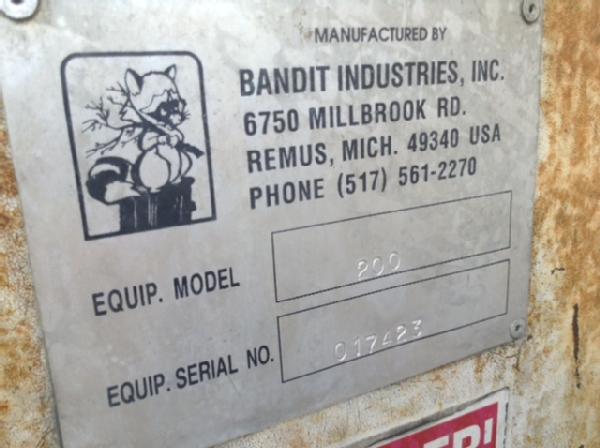 MANUFACTURED BY
BANDIT INDUSTRIES, INC.
6750 MILLBROOK RD.
REMUS, MICH. 49340 USA
PHONE (517) 561-2270
EQUIP. MODEL 200
EQUIP. SERIAL NO. 017423